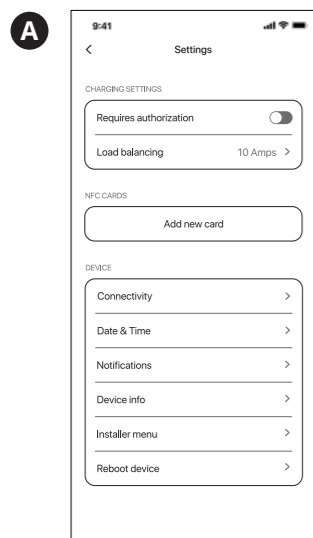 A
9:41
Settings
CHARGING SETTINGS
Requires authorization
Load balancing 10 Amps
NFC CARDS
Add new card
DEVICE
Connectivity
Date & Time
Notifications
Device info
Installer menu
Reboot device